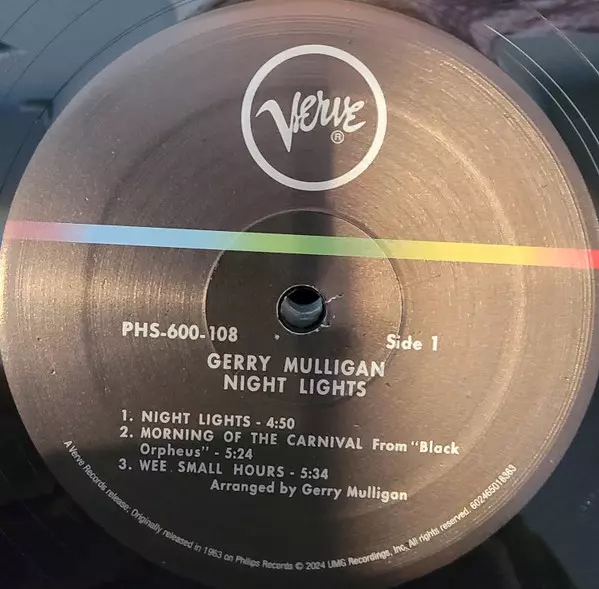 Verve®
PHS-600-108
Side 1
GERRY MULLIGAN
NIGHT LIGHTS
1. NIGHT LIGHTS - 4:50
2. MORNING OF THE CARNIVAL From "Black
Orpheus" - 5:24
3. WEE SMALL HOURS - 5:34
Arranged by Gerry Mulligan
A Verve Records release; Originally released in 1963 on Philips Records © 2024 UMG Recordings, Inc. All rights reserved. 602465018363